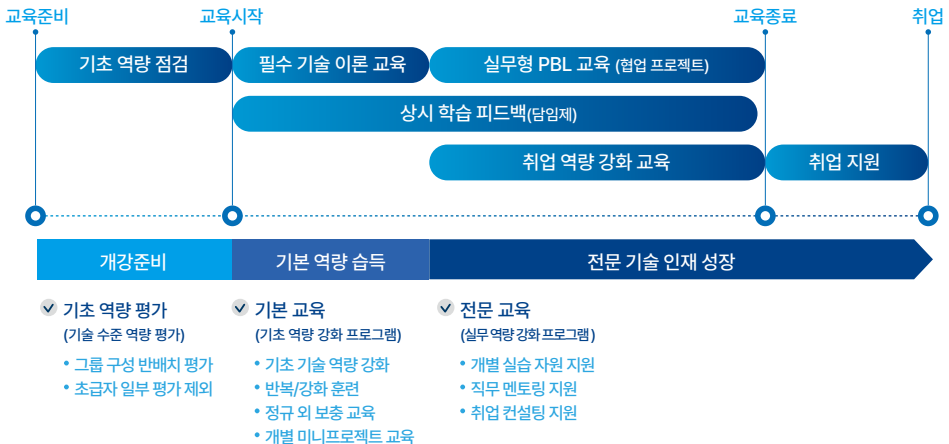 교육준비
교육시작
교육종료
취업
기초 역량 점검
필수 기술 이론 교육
실무형 PBL 교육 (협업 프로젝트)
상시 학습 피드백(담임제)
취업 역량 강화 교육
취업 지원
개강준비
기본 역량 습득
전문 기술 인재 성장
기초 역량 평가
(기술 수준 역량 평가)
• 그룹 구성 반배치 평가
• 초급자 일부 평가 제외
기본 교육
(기초 역량 강화 프로그램)
• 기초 기술 역량 강화
• 반복/강화 훈련
• 정규 외 보충 교육
• 개별 미니프로젝트 교육
전문 교육
(실무 역량 강화 프로그램)
• 개별 실습 자원 지원
• 직무 멘토링 지원
• 취업 컨설팅 지원